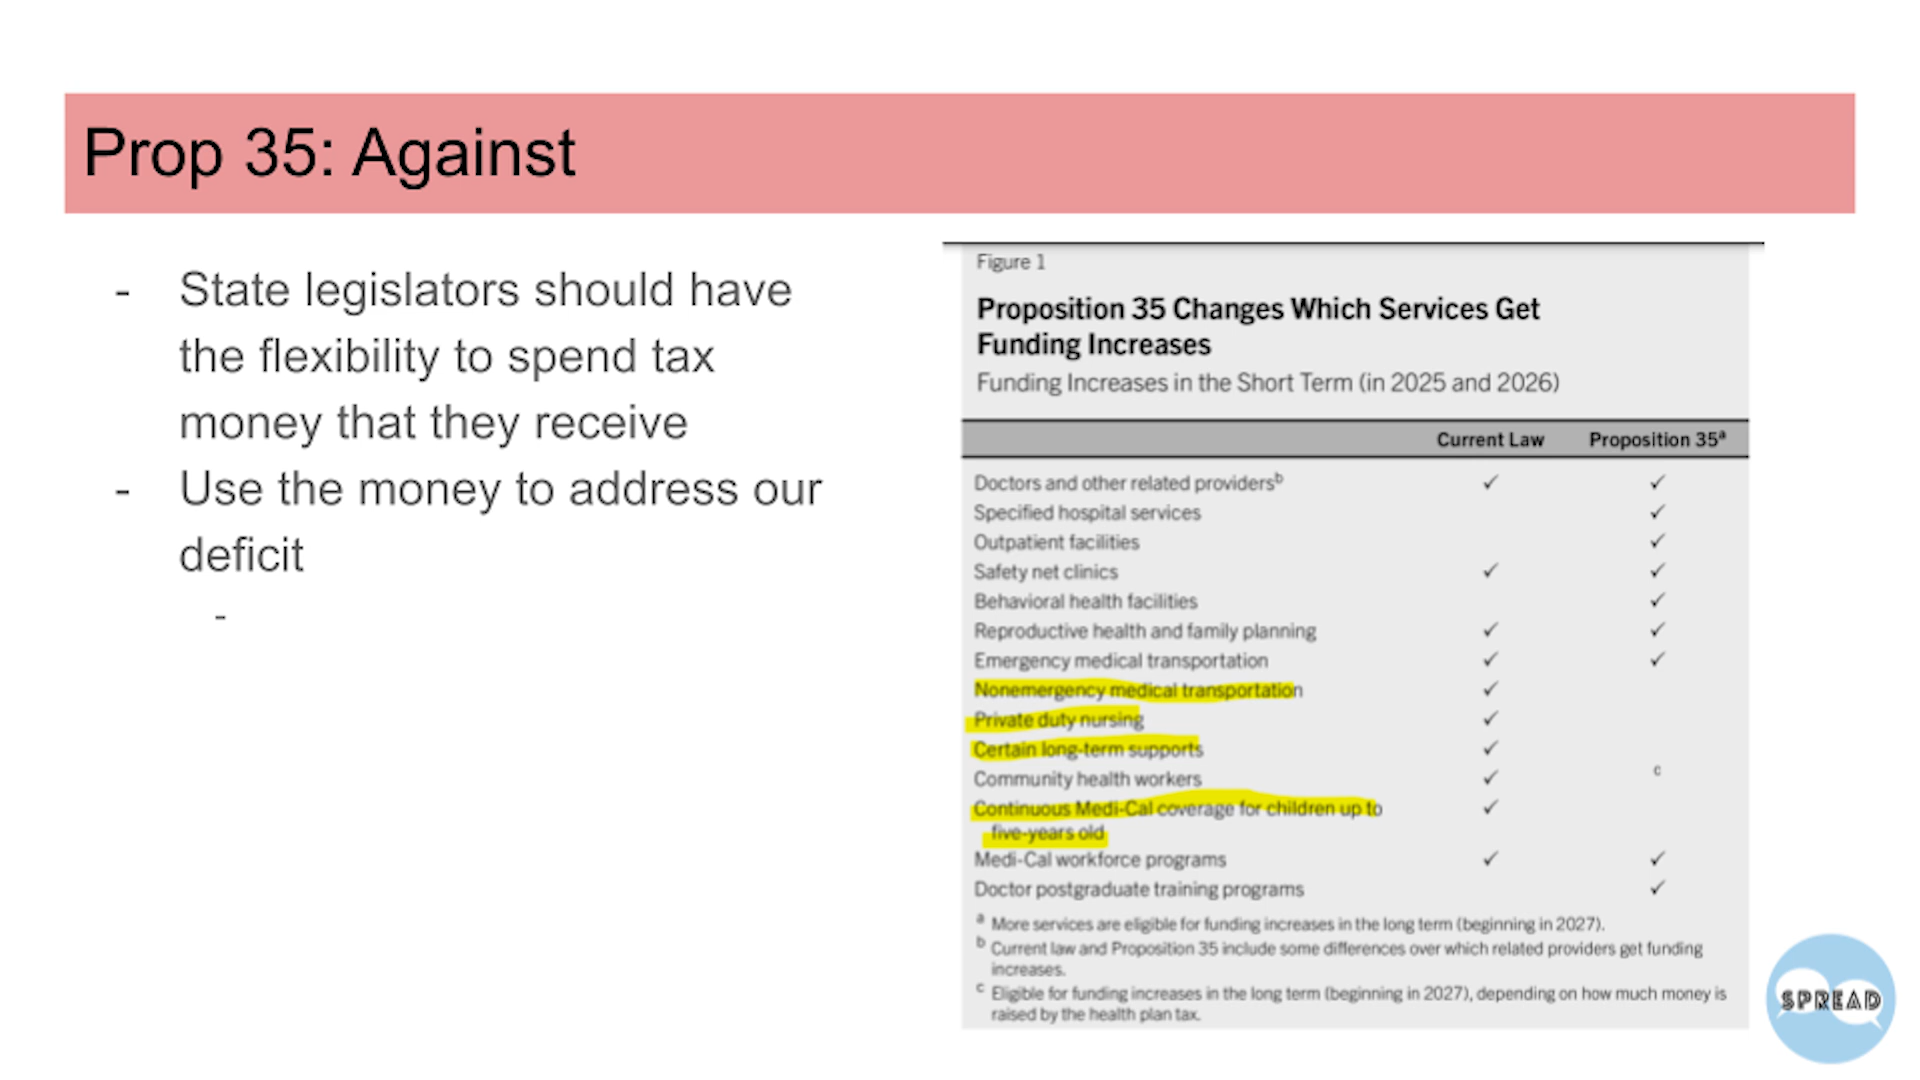 Prop 35: Against
- State legislators should have
the flexibility to spend tax
money that they receive
- Use the money to address our
deficit
-
Figure 1
Proposition 35 Changes Which Services Get
Funding Increases
Funding Increases in the Short Term (in 2025 and 2026)
Current Law Proposition 35ᵃ
Doctors and other related providersᵇ ✓ ✓
Specified hospital services ✓
Outpatient facilities ✓
Safety net clinics ✓ ✓
Behavioral health facilities ✓
Reproductive health and family planning ✓ ✓
Emergency medical transportation ✓ ✓
Nonemergency medical transportation ✓
Private duty nursing ✓
Certain long-term supports ✓
Community health workers ✓ ᶜ
Continuous Medi-Cal coverage for children up to ✓
five-years old
Medi-Cal workforce programs ✓ ✓
Doctor postgraduate training programs ✓
ᵃ More services are eligible for funding increases in the long term (beginning in 2027).
ᵇ Current law and Proposition 35 include some differences over which related providers get funding
increases.
ᶜ Eligible for funding increases in the long term (beginning in 2027), depending on how much money is
raised by the health plan tax.
SPREAD